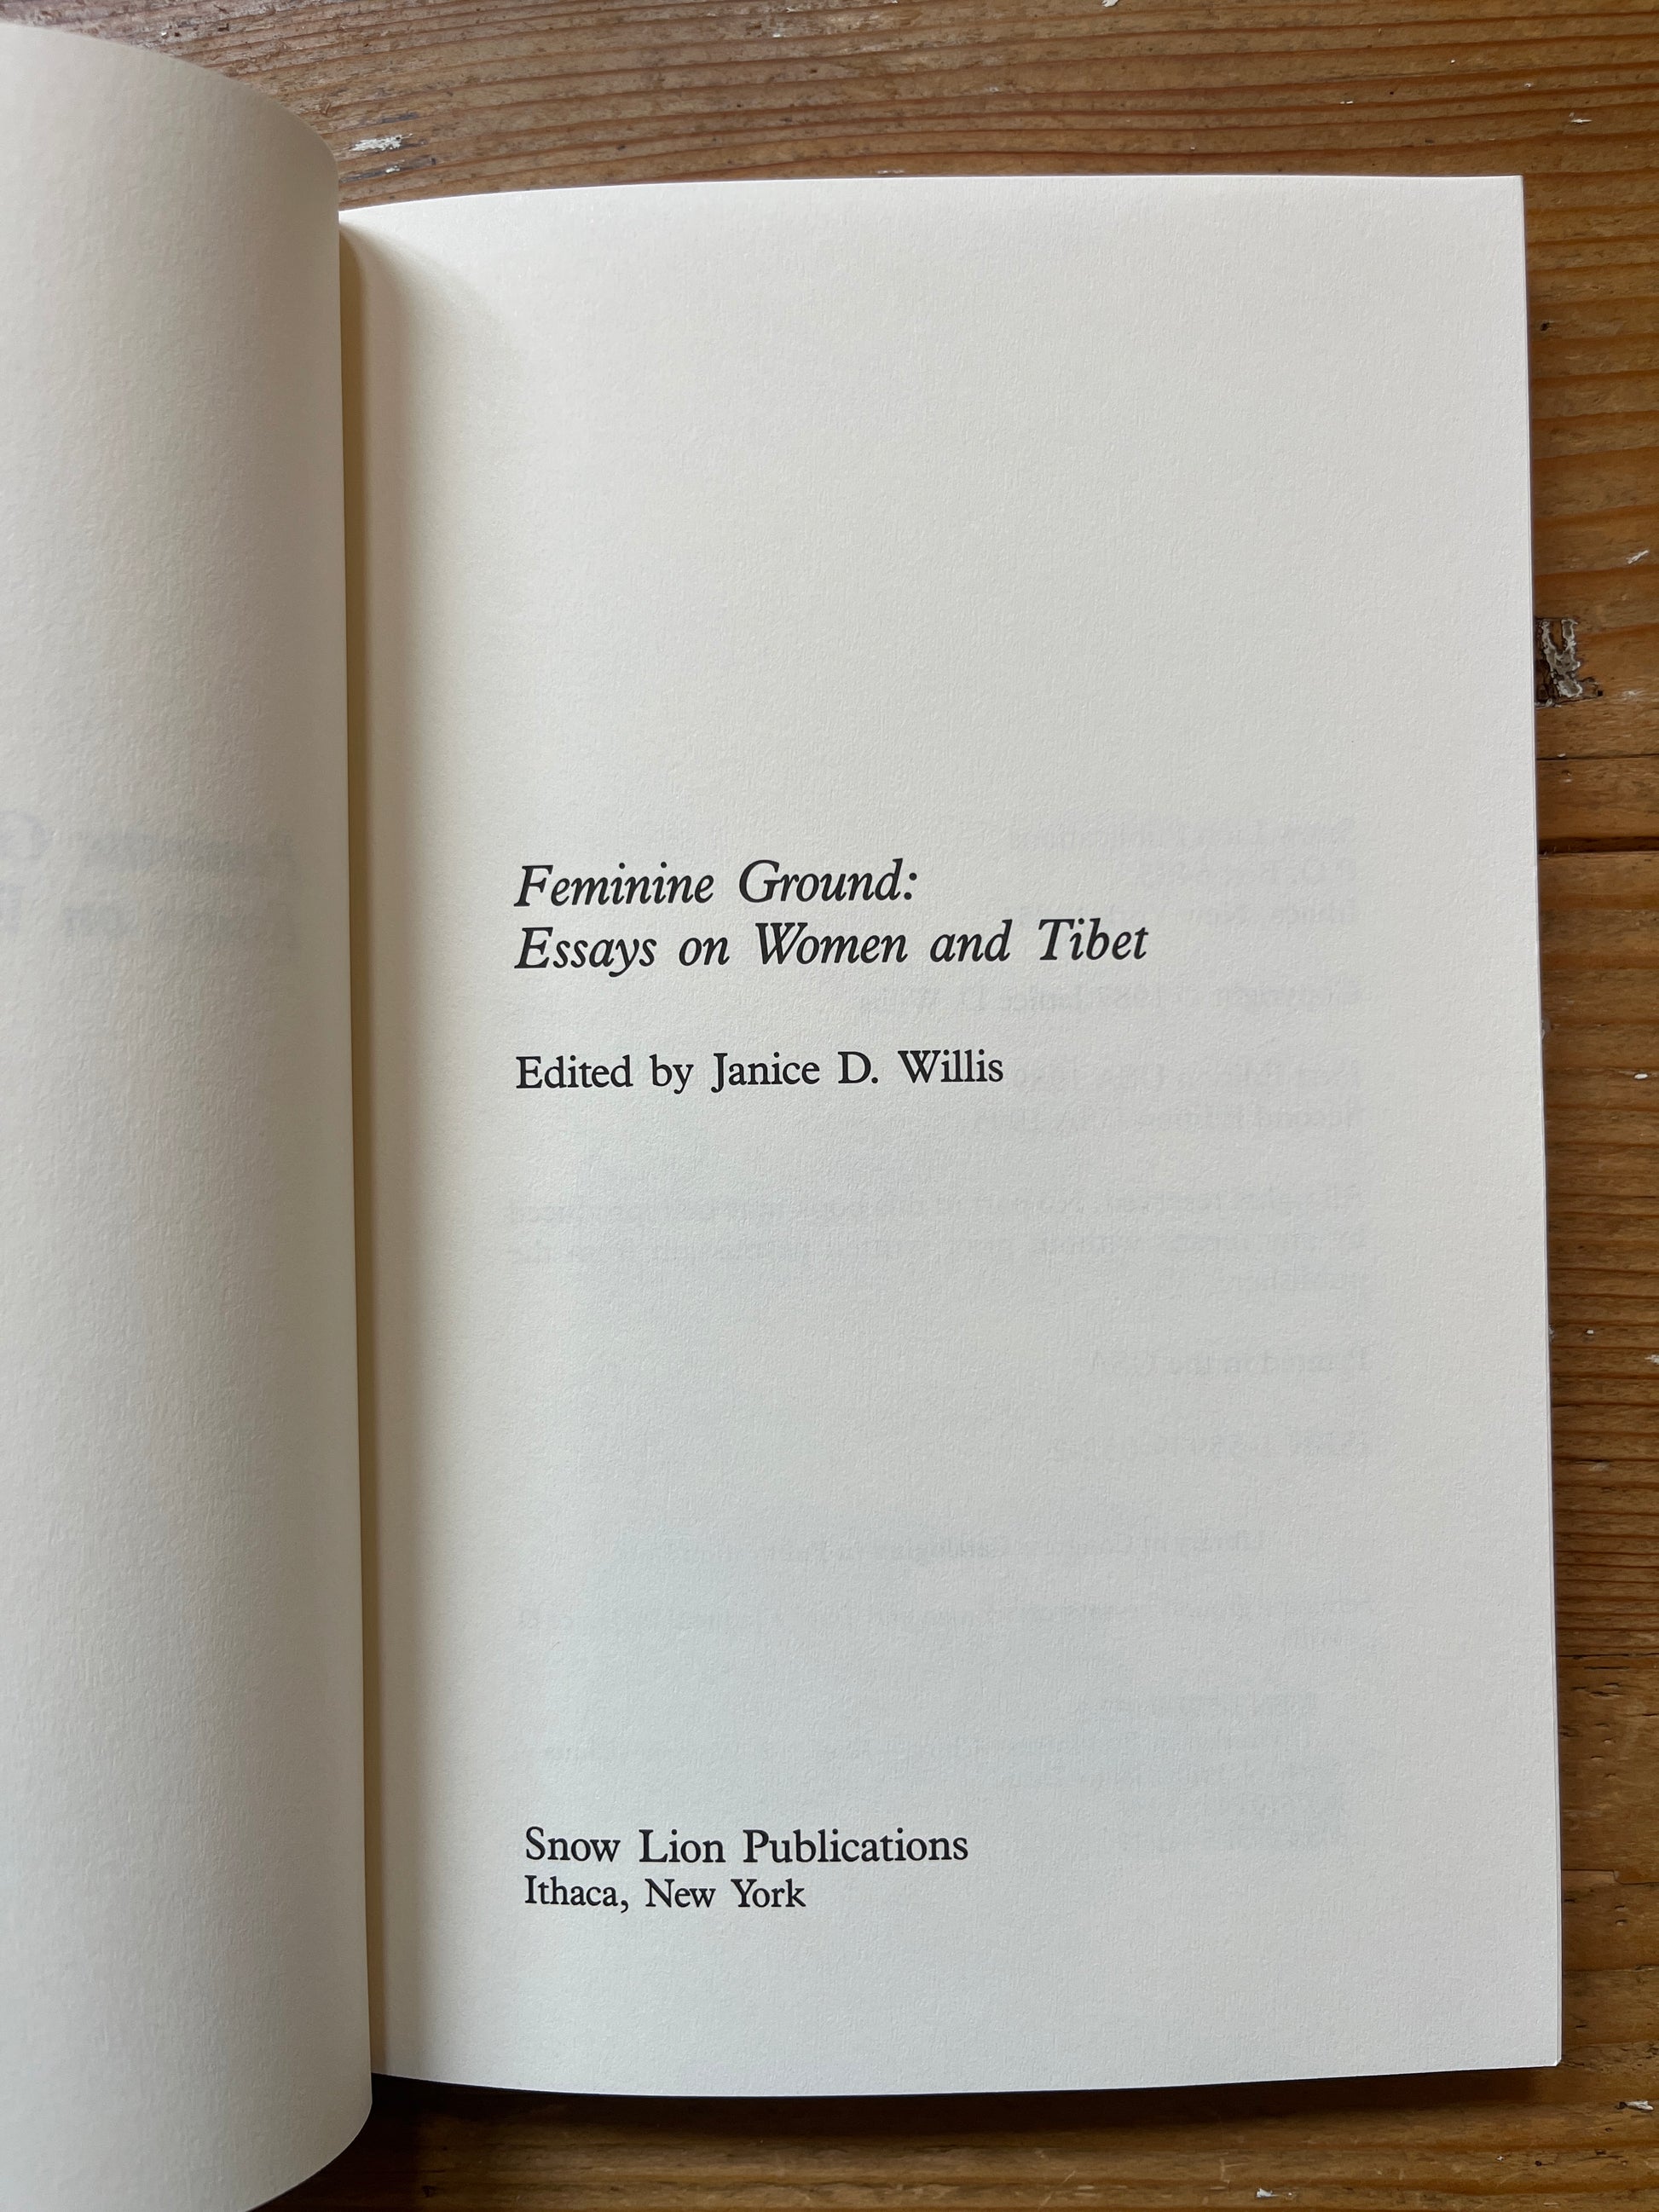 Feminine Ground:
Essays on Women and Tibet
Edited by Janice D. Willis
Snow Lion Publications
Ithaca, New York